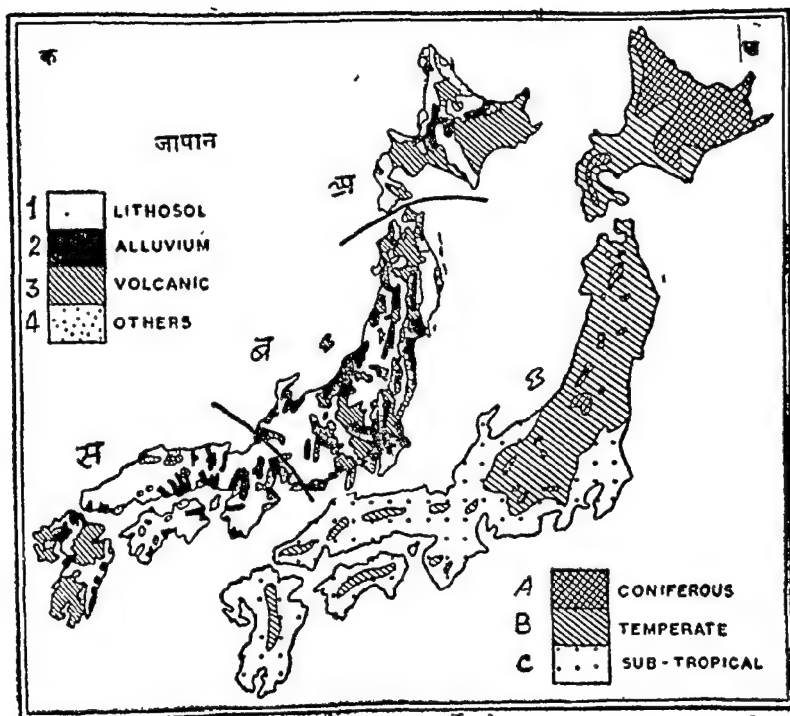 क
ख
जापान
अ
1 LITHOSOL
2 ALLUVIUM
3 VOLCANIC
4 OTHERS
ब
स
A CONIFEROUS
B TEMPERATE
C SUB-TROPICAL